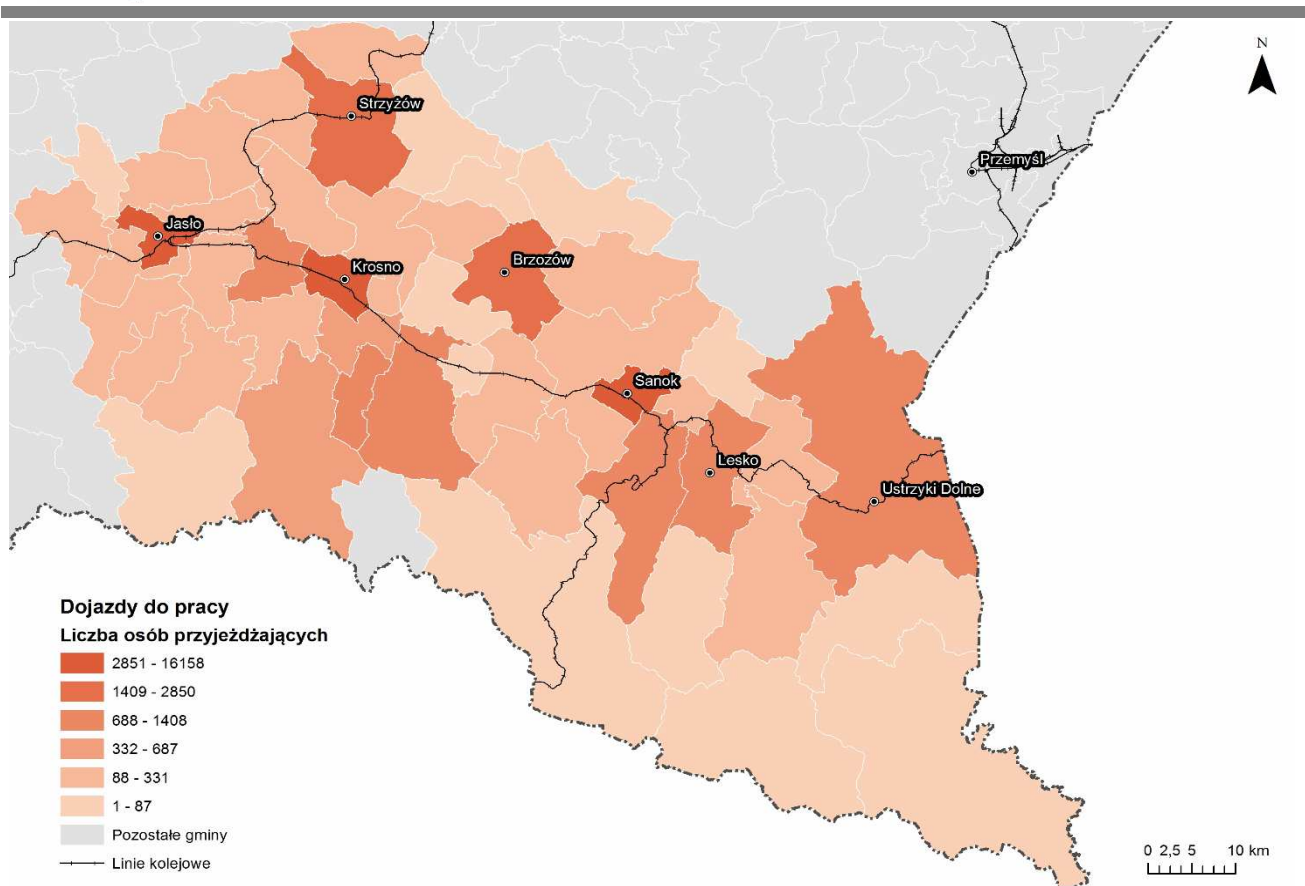 N
Strzyżów
Przemyśl
Jasło
Krosno
Brzozów
Sanok
Lesko
Ustrzyki Dolne
Dojazdy do pracy
Liczba osób przyjeżdżających
2851 - 16158
1409 - 2850
688 - 1408
332 - 687
88 - 331
1 - 87
Pozostałe gminy
Linie kolejowe
0 2,5 5 10 km